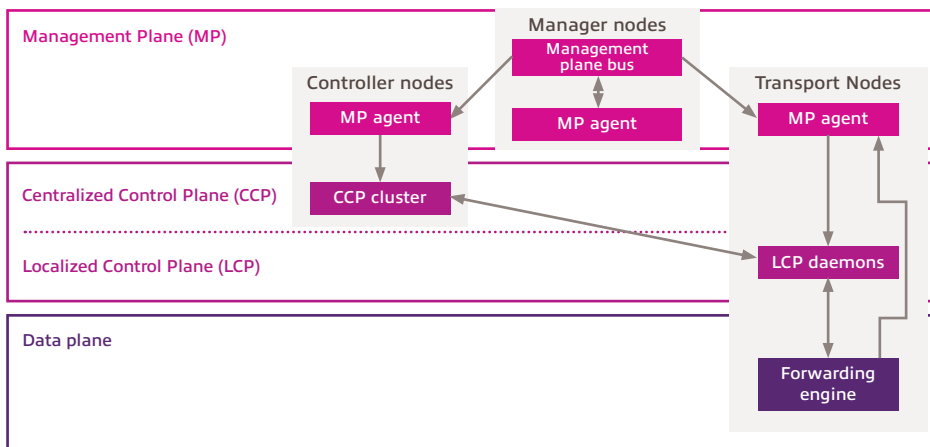 Management Plane (MP)
Manager nodes
Management
plane bus
MP agent
Controller nodes
MP agent
Transport Nodes
MP agent
Centralized Control Plane (CCP)
CCP cluster
Localized Control Plane (LCP)
LCP daemons
Data plane
Forwarding
engine